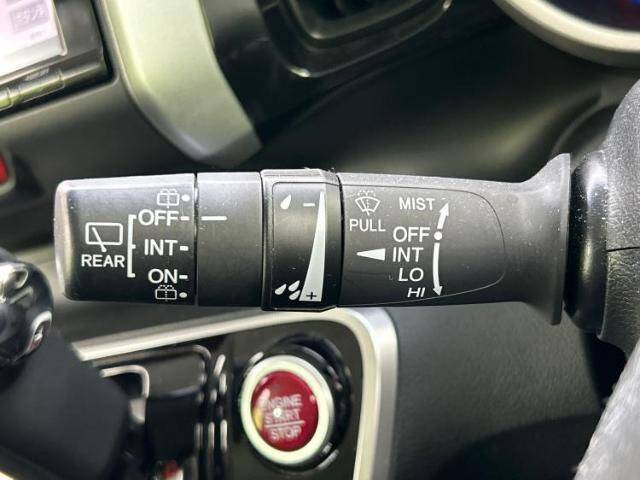 OFF
INT
REAR
ON
−
+
PULL
MIST
OFF
INT
LO
HI
ENGINE
START
STOP